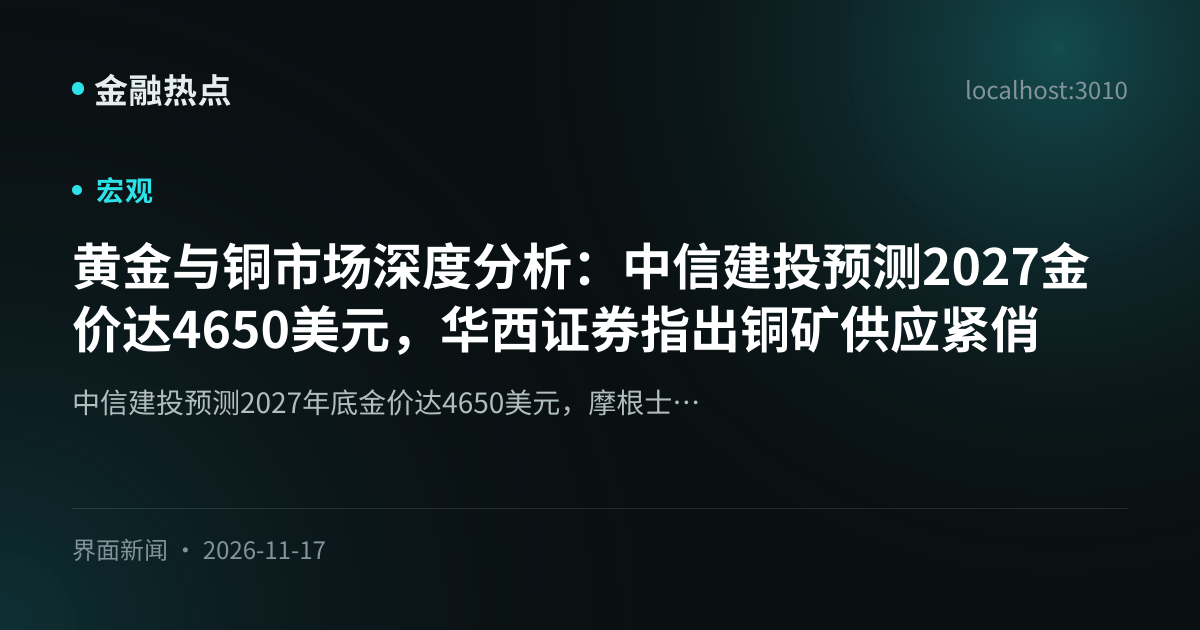 金融热点
localhost:3010
宏观
黄金与铜市场深度分析：中信建投预测2027金
价达4650美元，华西证券指出铜矿供应紧俏
中信建投预测2027年底金价达4650美元，摩根士…
界面新闻 · 2026-11-17